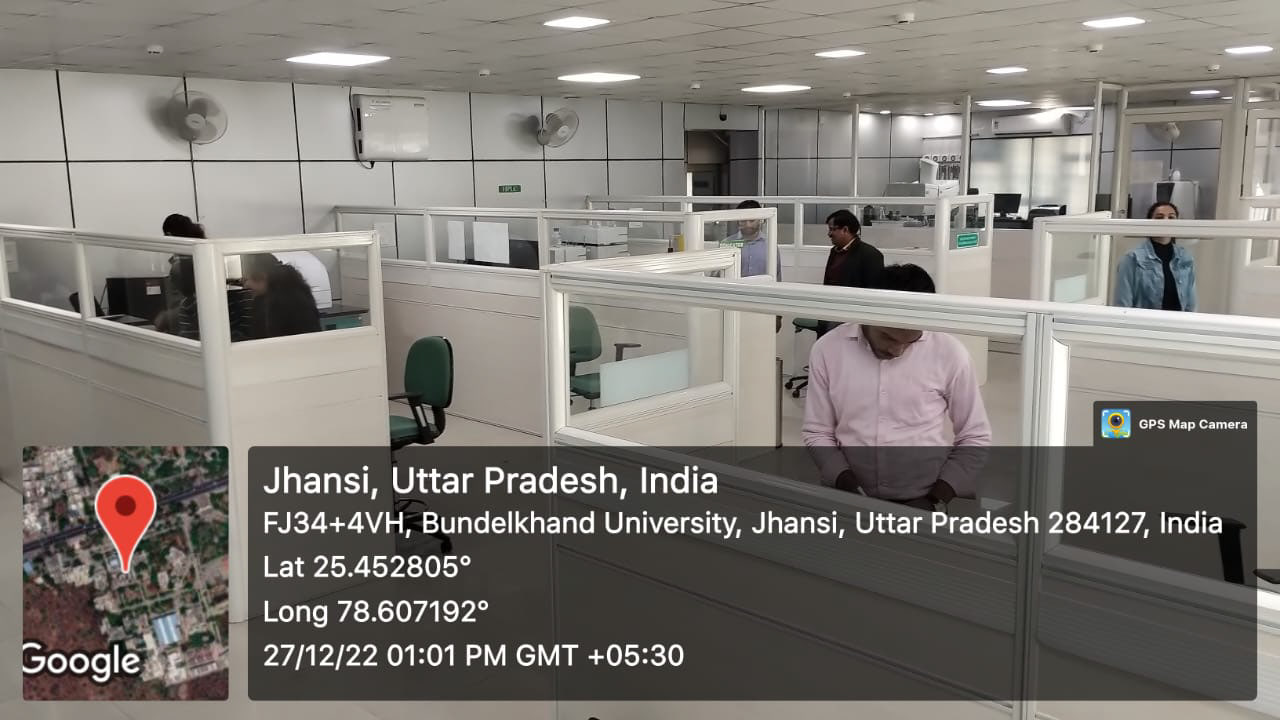 GPS Map Camera
Jhansi, Uttar Pradesh, India
FJ34+4VH, Bundelkhand University, Jhansi, Uttar Pradesh 284127, India
Lat 25.452805°
Long 78.607192°
27/12/22 01:01 PM GMT +05:30
Google